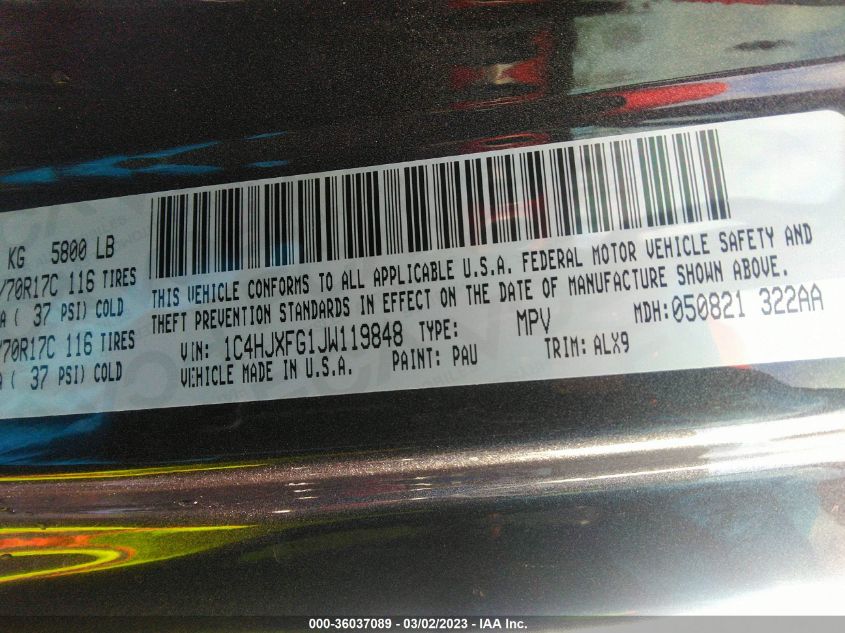 KG 5800 LB
/70R17C 116 TIRES
( 37 PSI) COLD
/70R17C 116 TIRES
( 37 PSI) COLD
THIS VEHICLE CONFORMS TO ALL APPLICABLE U.S.A. FEDERAL MOTOR VEHICLE SAFETY AND
THEFT PREVENTION STANDARDS IN EFFECT ON THE DATE OF MANUFACTURE SHOWN ABOVE.
VIN: 1C4HJXFG1JW119848 TYPE: MPV MDH:050821 322AA
VEHICLE MADE IN U.S.A. PAINT: PAU TRIM: ALX9
000-36037089 - 03/02/2023 - IAA Inc.